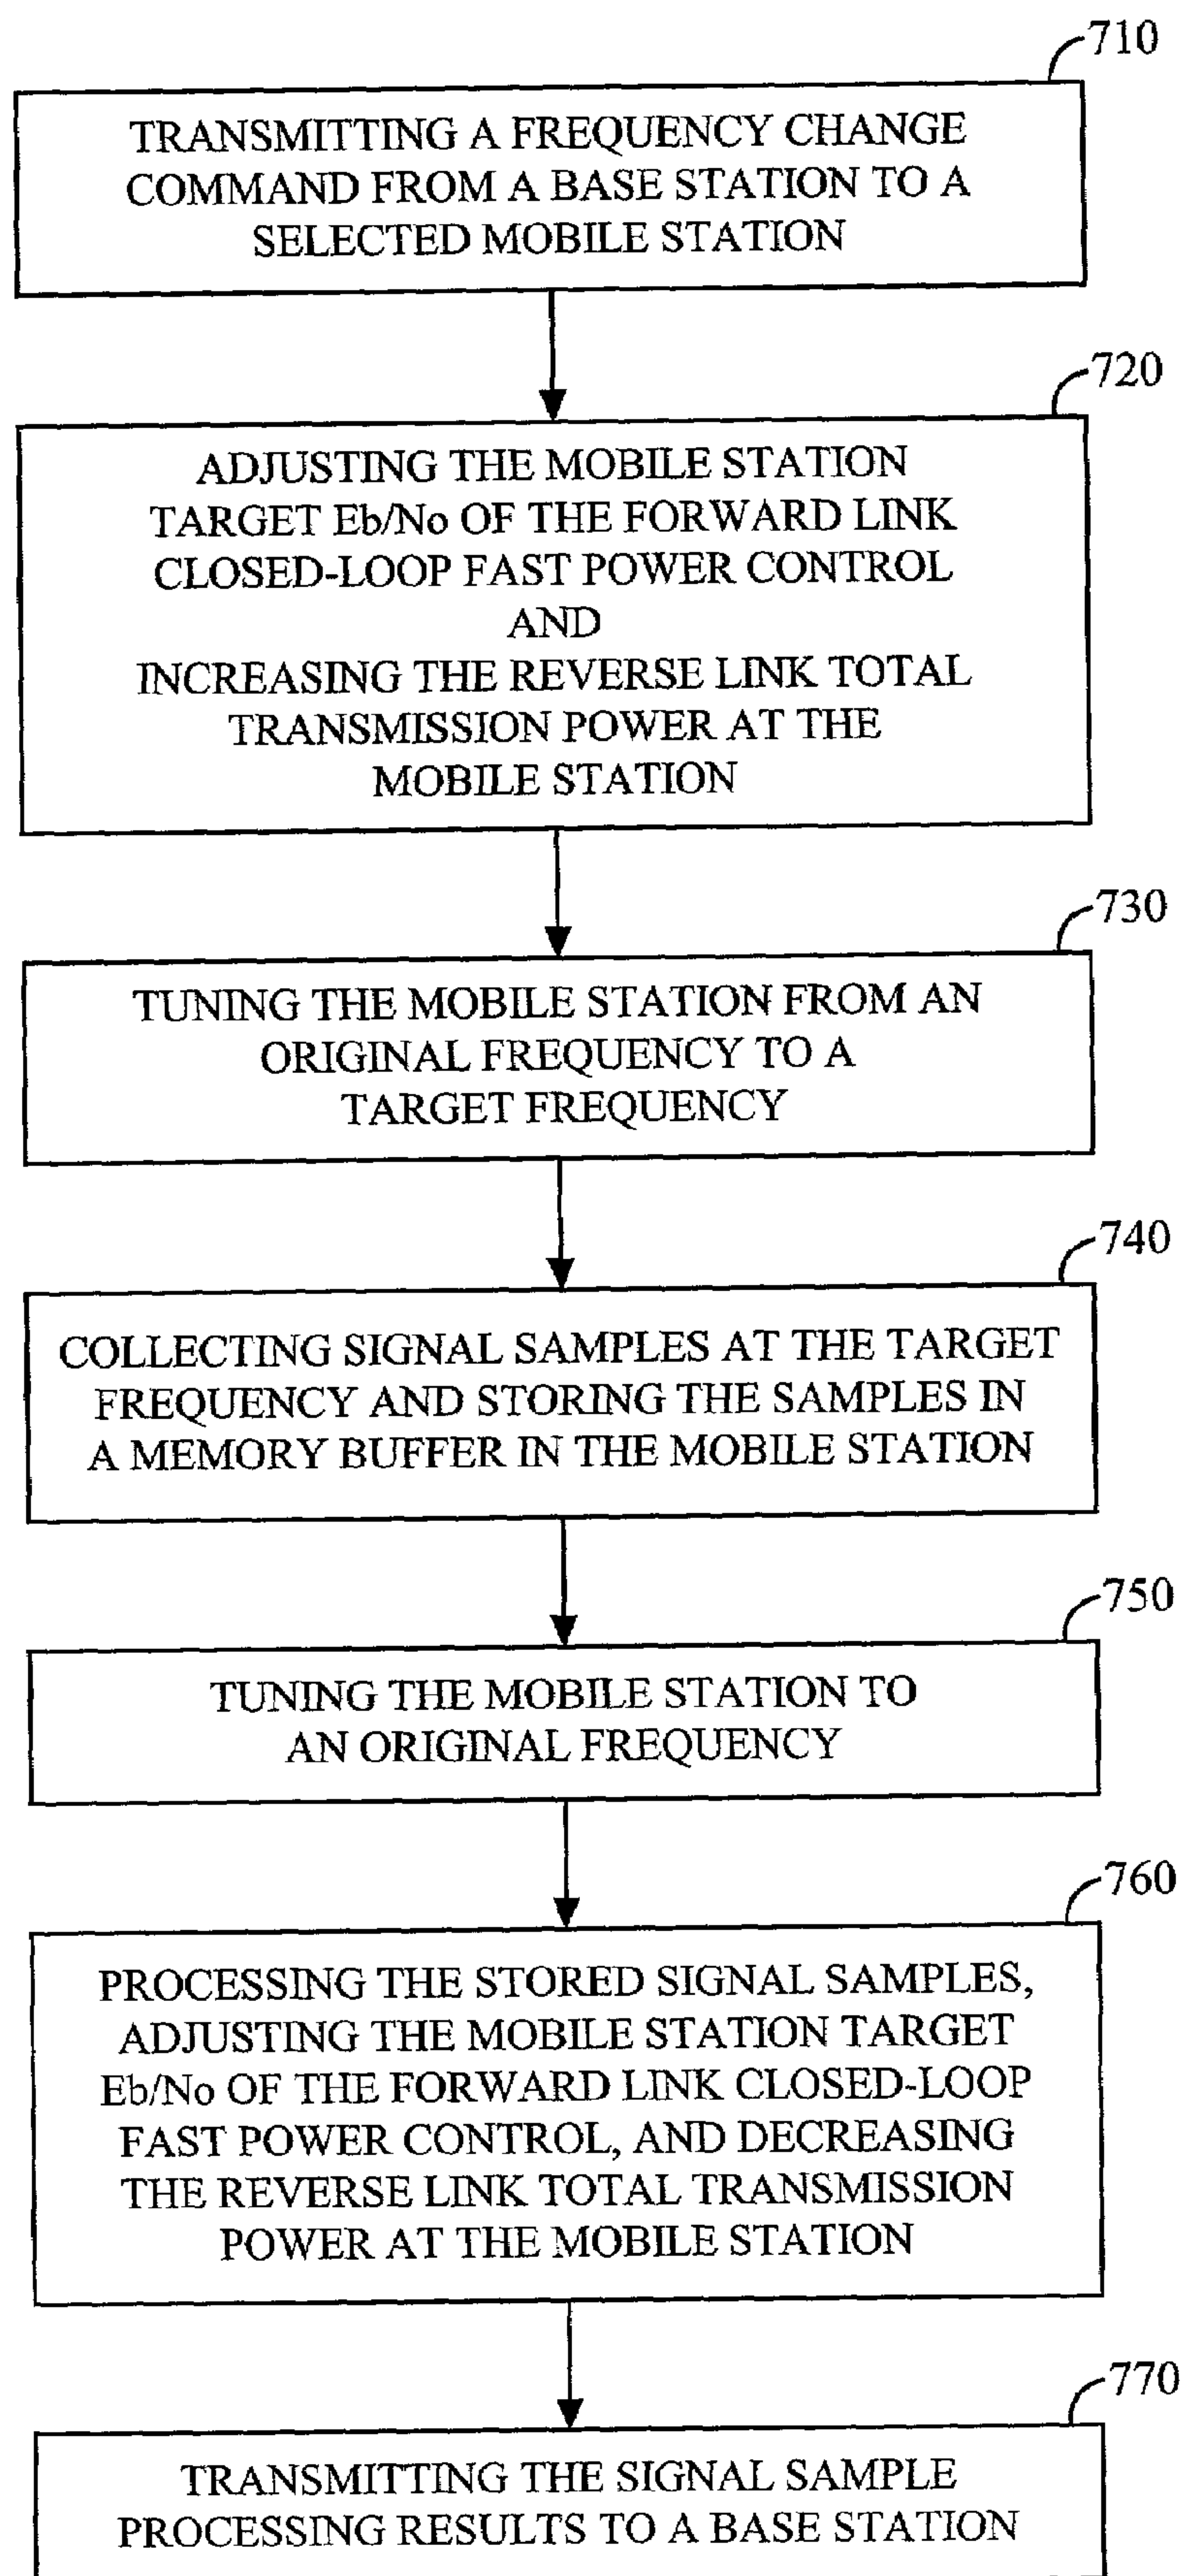 710
TRANSMITTING A FREQUENCY CHANGE
COMMAND FROM A BASE STATION TO A
SELECTED MOBILE STATION
720
ADJUSTING THE MOBILE STATION
TARGET Eb/No OF THE FORWARD LINK
CLOSED-LOOP FAST POWER CONTROL
AND
INCREASING THE REVERSE LINK TOTAL
TRANSMISSION POWER AT THE
MOBILE STATION
730
TUNING THE MOBILE STATION FROM AN
ORIGINAL FREQUENCY TO A
TARGET FREQUENCY
740
COLLECTING SIGNAL SAMPLES AT THE TARGET
FREQUENCY AND STORING THE SAMPLES IN
A MEMORY BUFFER IN THE MOBILE STATION
750
TUNING THE MOBILE STATION TO
AN ORIGINAL FREQUENCY
760
PROCESSING THE STORED SIGNAL SAMPLES,
ADJUSTING THE MOBILE STATION TARGET
Eb/No OF THE FORWARD LINK CLOSED-LOOP
FAST POWER CONTROL, AND DECREASING
THE REVERSE LINK TOTAL TRANSMISSION
POWER AT THE MOBILE STATION
770
TRANSMITTING THE SIGNAL SAMPLE
PROCESSING RESULTS TO A BASE STATION